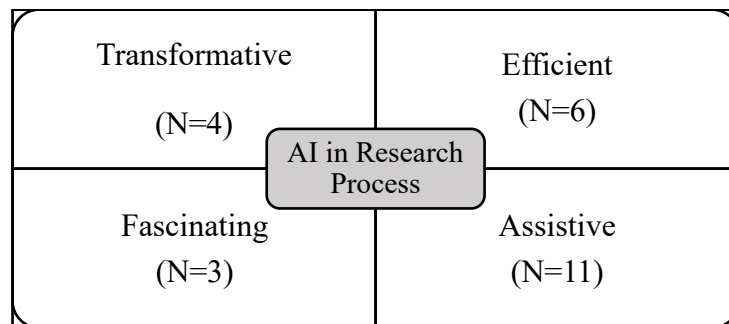 Transformative
(N=4)
Efficient
(N=6)
AI in Research
Process
Fascinating
(N=3)
Assistive
(N=11)